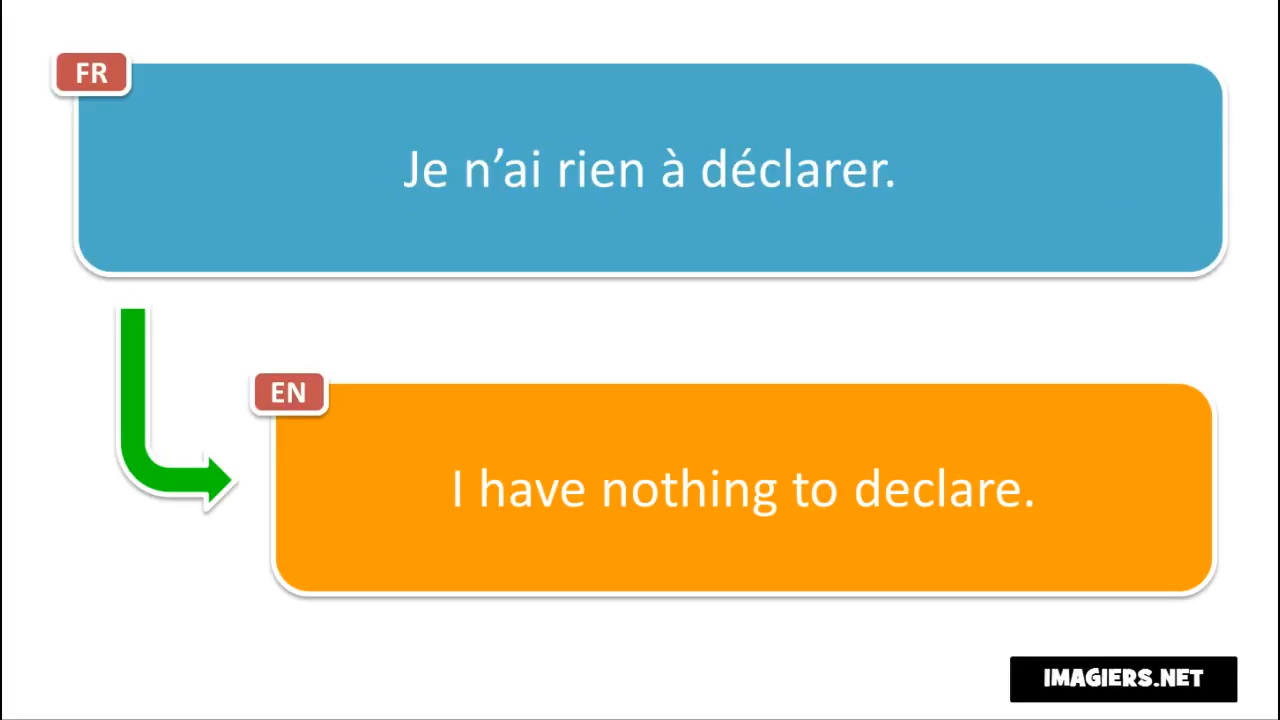 FR
Je n’ai rien à déclarer.
EN
I have nothing to declare.
IMAGIERS.NET